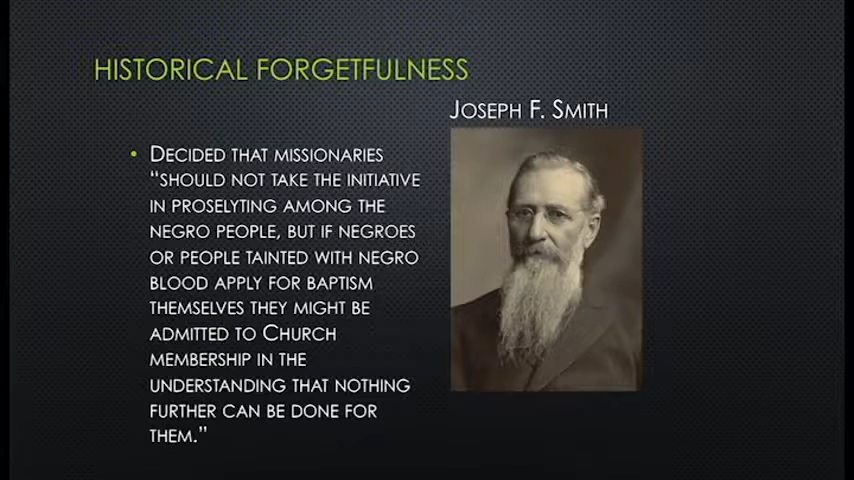 HISTORICAL FORGETFULNESS
JOSEPH F. SMITH
• DECIDED THAT MISSIONARIES
“SHOULD NOT TAKE THE INITIATIVE
IN PROSELYTING AMONG THE
NEGRO PEOPLE, BUT IF NEGROES
OR PEOPLE TAINTED WITH NEGRO
BLOOD APPLY FOR BAPTISM
THEMSELVES THEY MIGHT BE
ADMITTED TO CHURCH
MEMBERSHIP IN THE
UNDERSTANDING THAT NOTHING
FURTHER CAN BE DONE FOR
THEM.”